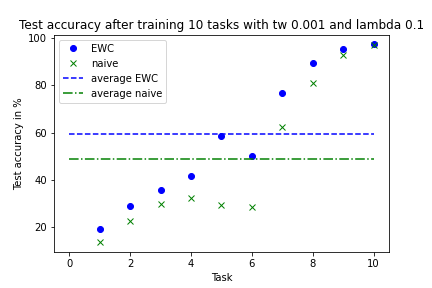 Test accuracy after training 10 tasks with tw 0.001 and lambda 0.1
100
80
60
40
20
Test accuracy in %
EWC
naive
average EWC
average naive
0 2 4 6 8 10
Task